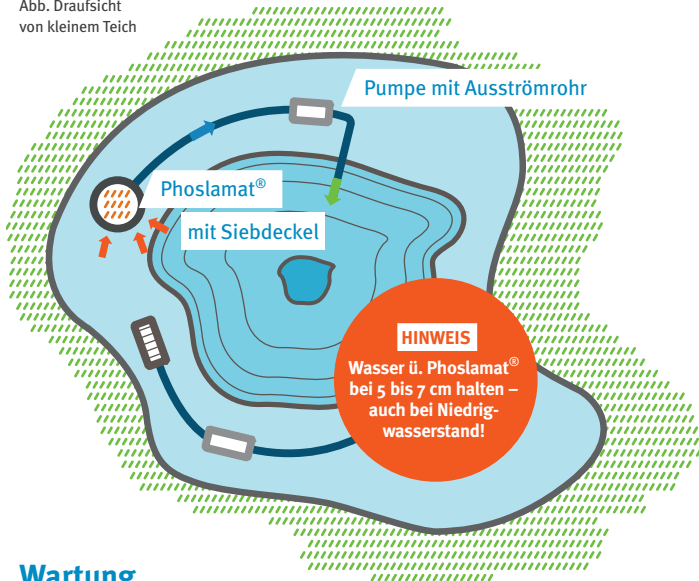 Abb. Draufsicht
von kleinem Teich
Pumpe mit Ausströmrohr
Phoslamat®
mit Siebdeckel
HINWEIS
Wasser ü. Phoslamat®
bei 5 bis 7 cm halten –
auch bei Niedrig-
wasserstand!
Wartung